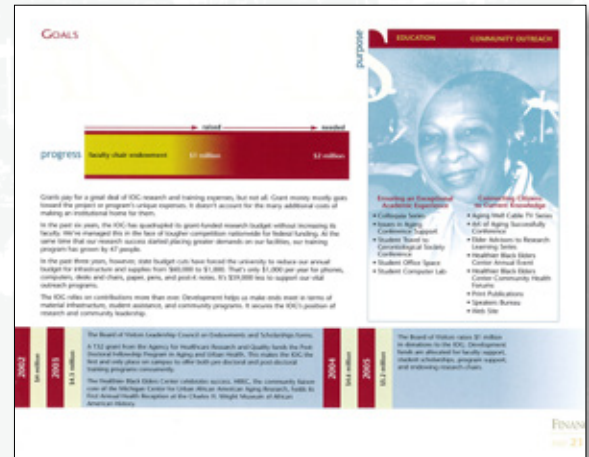 GOALS
raised
needed
progress
faculty chair endowment
$1 million
$2 million
Grants pay for a great deal of IOG research and training expenses, but not all. Grant money mostly goes
toward the project or program's unique expenses. It doesn't account for the many additional costs of
making an institutional home for them.
In the past six years, the IOG has quadrupled its grant-funded research budget without increasing its
faculty. We've managed this in the face of tougher competition nationwide for federal funding. At the
same time that our research success started placing greater demands on our facilities, our training
program has grown by 67 people.
In the past three years, however, state budget cuts have forced the university to reduce our annual
budget for infrastructure and supplies from $60,000 to $1,000. That's only $1,000 per year for phones,
computers, desks and chairs, paper, pens, and post-it notes. It's $59,000 less to support our vital
outreach programs.
The IOG relies on contributions more than ever. Development helps us make ends meet in terms of
material infrastructure, student assistance, and community programs. It secures the IOG's position of
research and community leadership.
purpose
EDUCATION
COMMUNITY OUTREACH
Ensuring an Exceptional
Academic Experience
• Colloquia Series
• Issues in Aging
Conference Support
• Student Travel to
Gerontological Society
Conference
• Student Office Space
• Student Computer Lab
Connecting Citizens
to Current Knowledge
• Aging Well Cable TV Series
• Art of Aging Successfully
Conference
• Elder Advisors to Research
Learning Series
• Healthier Black Elders
Center Annual Event
• Healthier Black Elders
Center Community Health
Forums
• Print Publications
• Speakers Bureau
• Web Site
2002
2003
The Board of Visitors Leadership Council on Endowments and Scholarships forms.
A T32 grant from the Agency for Healthcare Research and Quality funds the Post-
Doctoral Fellowship Program in Aging and Urban Health. This makes the IOG the
first and only place on campus to offer both pre-doctoral and post-doctoral
training programs concurrently.
The Healthier Black Elders Center celebrates success. HBEC, the community liaison
core of the Michigan Center for Urban African American Aging Research, holds its
First Annual Health Reception at the Charles H. Wright Museum of African
American History.
2004
2005
$5.2 million
The Board of Visitors raises $1 million
in donations to the IOG. Development
funds are allocated for faculty support,
student scholarships, program support,
and endowing research chairs.
FINANC
21